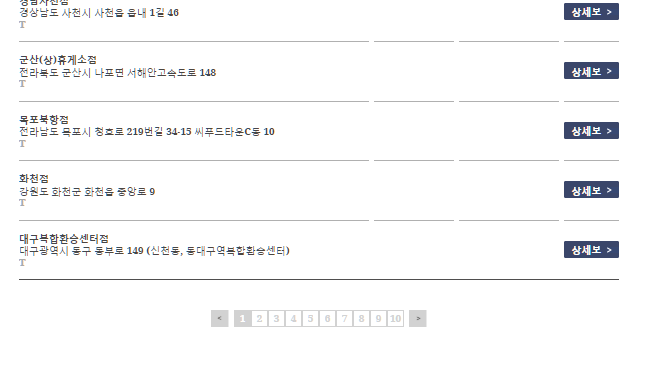 경남사천점
경상남도 사천시 사천읍 읍내 1길 46
T
상세보 >
군산(상)휴게소점
전라북도 군산시 나포면 서해안고속도로 148
T
상세보 >
목포북항점
전라남도 목포시 청호로 219번길 34-15 씨푸드타운C동 10
T
상세보 >
화천점
강원도 화천군 화천읍 중앙로 9
T
상세보 >
대구복합환승센터점
대구광역시 동구 동부로 149 (신천동, 동대구역복합환승센터)
T
상세보 >
< 1 2 3 4 5 6 7 8 9 10 >